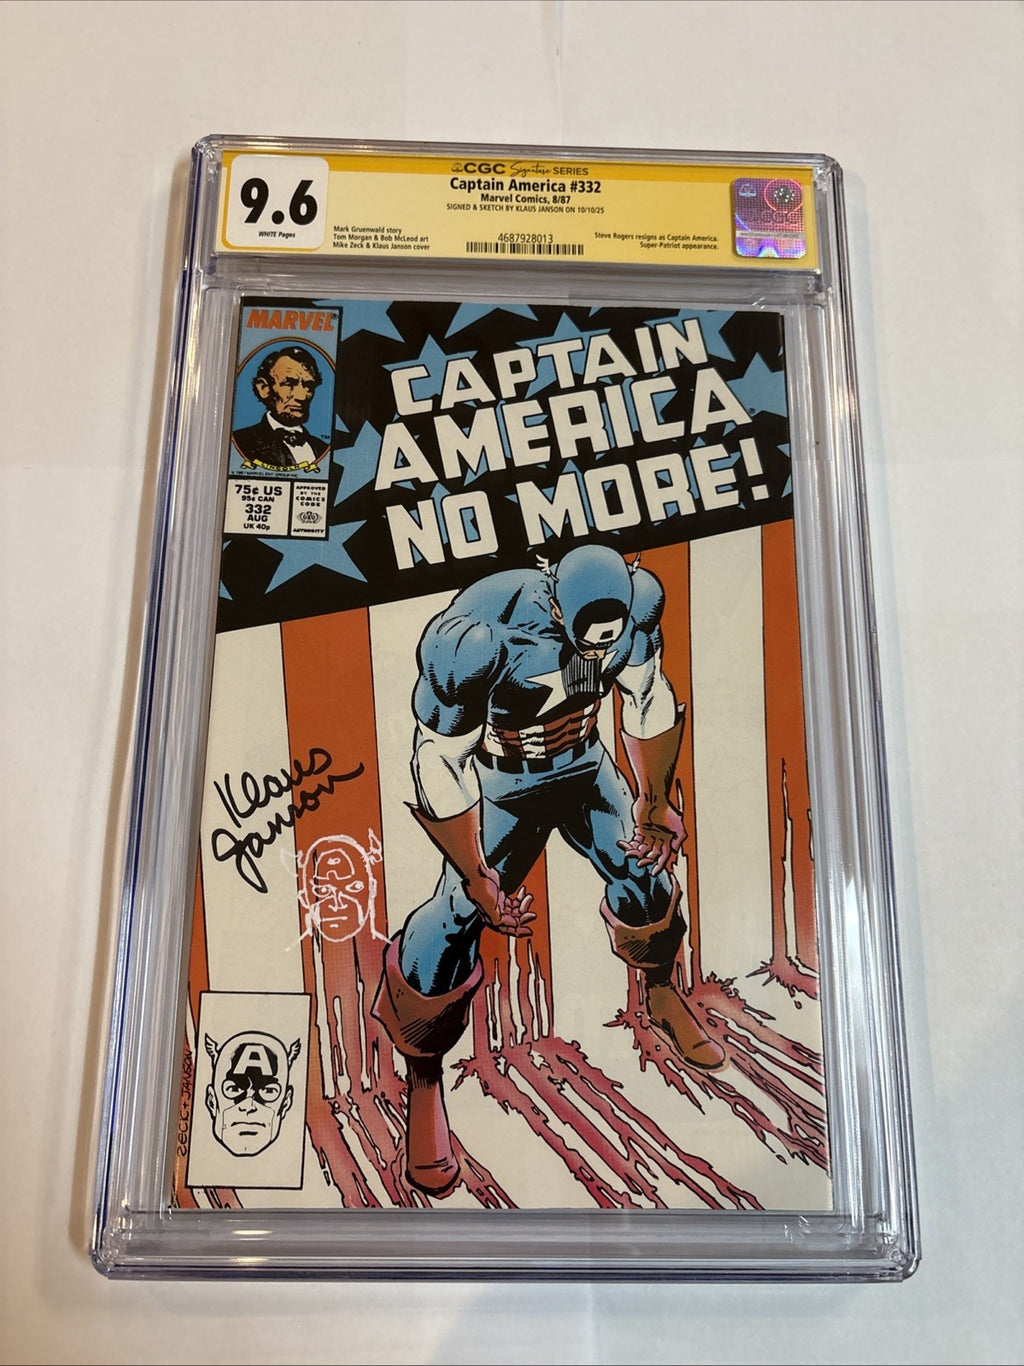 9.6
WHITE Pages
CGC Signature SERIES
Captain America #332
Marvel Comics, 8/87
SIGNED & SKETCH BY KLAUS JANSON ON 10/10/25
Mark Gruenwald story
Tom Morgan & Bob McLeod art
Mike Zeck & Klaus Janson cover
4687928013
Steve Rogers resigns as Captain America.
Super-Patriot appearance.
CGC
MARVEL®
LINCOLN
TM
75¢ US
95¢ CAN
332
AUG
UK 40p
APPROVED
BY THE
COMICS
CODE
AUTHORITY
CAPTAIN
AMERICA®
NO MORE!
A
Klaus
Janson
A
A
ZECK + JANSON